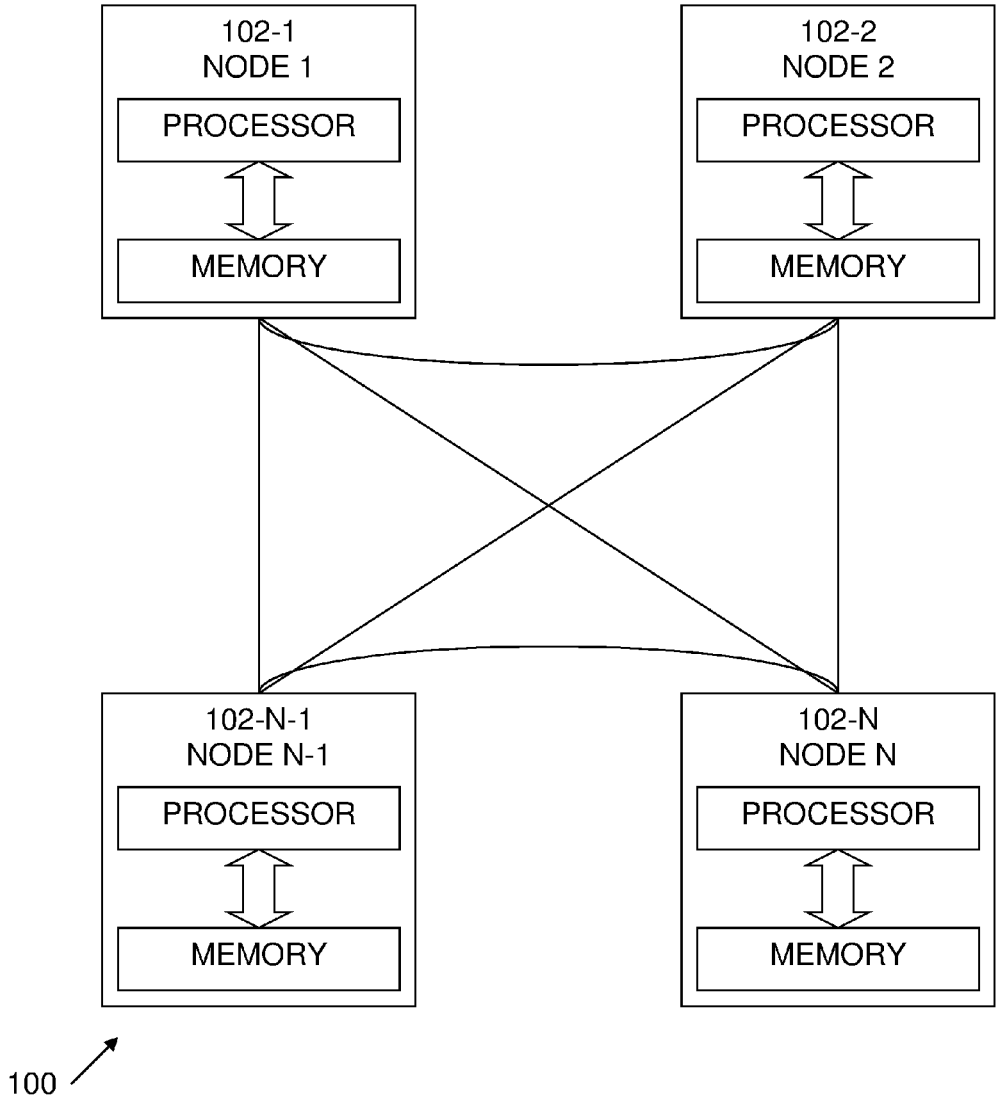 102-1
NODE 1
PROCESSOR
MEMORY
102-2
NODE 2
PROCESSOR
MEMORY
102-N-1
NODE N-1
PROCESSOR
MEMORY
102-N
NODE N
PROCESSOR
MEMORY
100